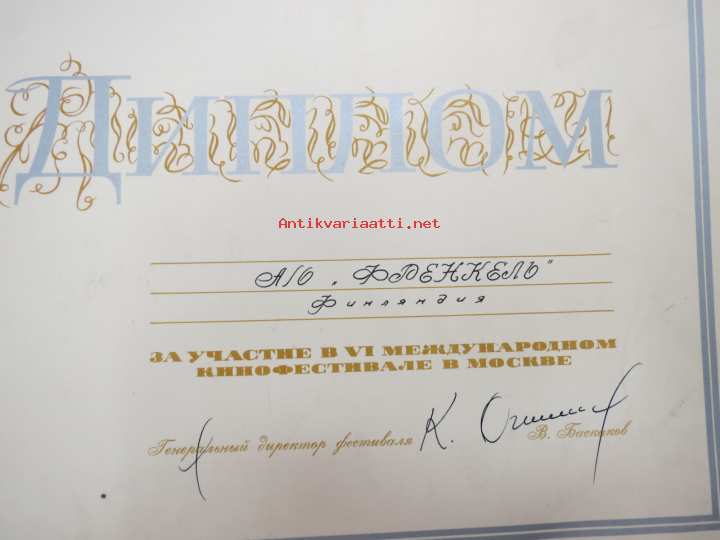 Диплом
Antikvariaatti.net
А/О „ФРЕНКЕЛЬ"
Финляндия
ЗА УЧАСТИЕ В VI МЕЖДУНАРОДНОМ
КИНОФЕСТИВАЛЕ В МОСКВЕ
Генеральный директор фестиваля К.
В. Баскаков